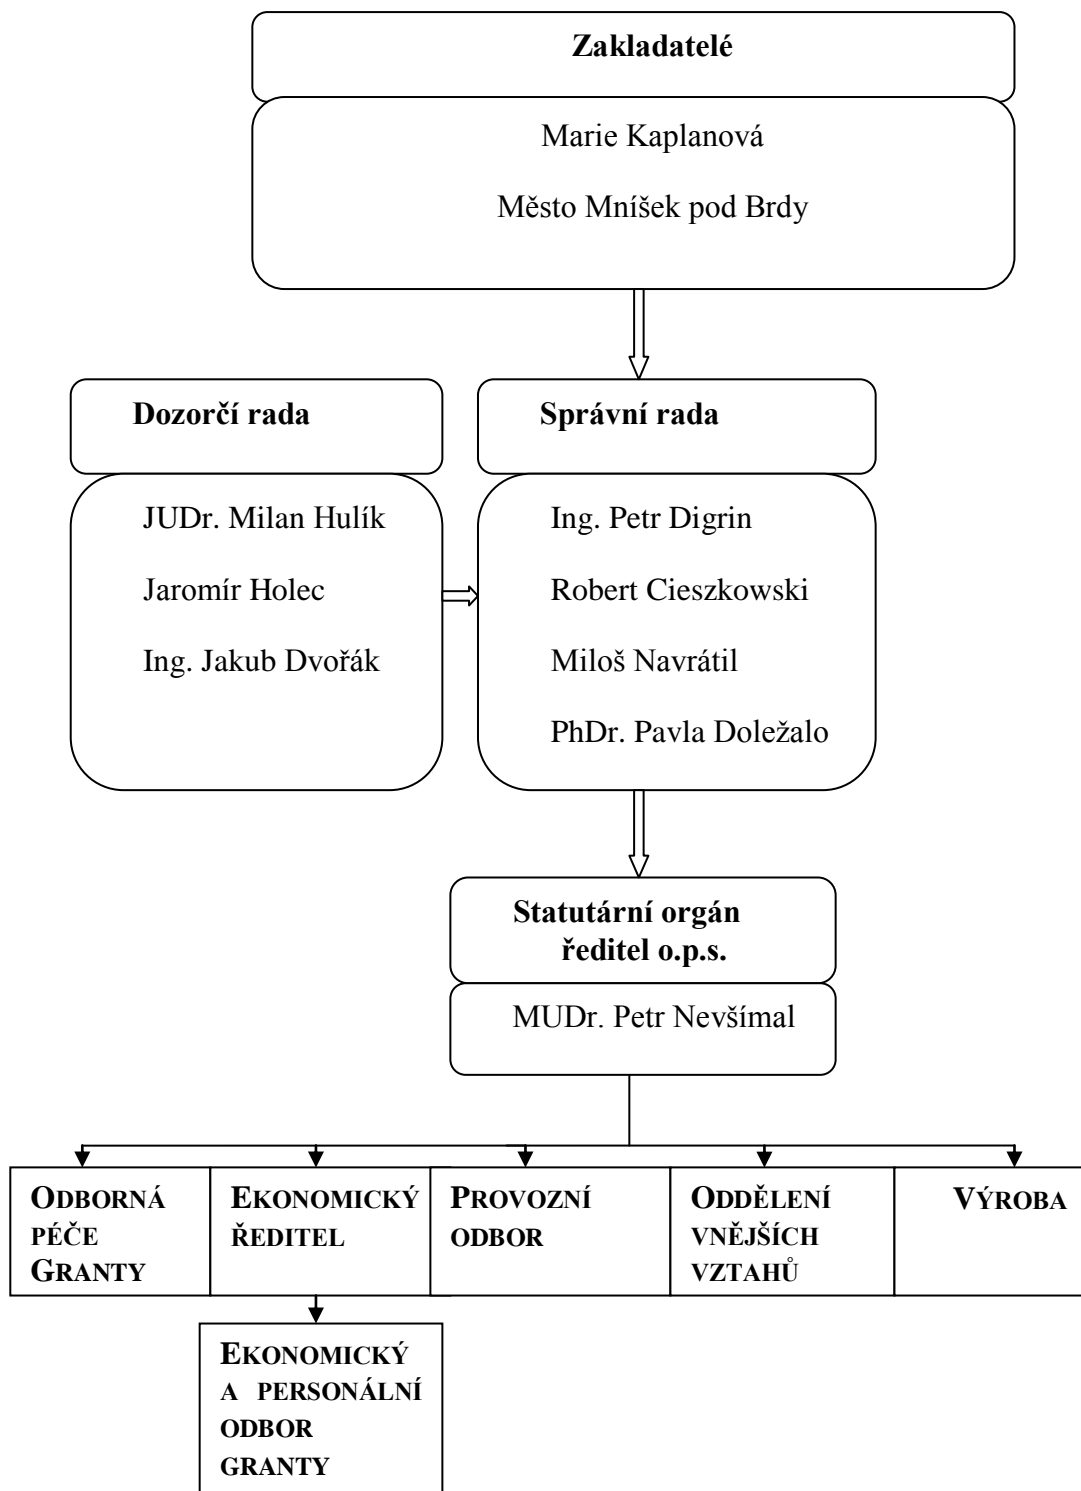 Zakladatelé
Marie Kaplanová
Město Mníšek pod Brdy
Dozorčí rada
JUDr. Milan Hulík
Jaromír Holec
Ing. Jakub Dvořák
Správní rada
Ing. Petr Digrin
Robert Cieszkowski
Miloš Navrátil
PhDr. Pavla Doležalo
Statutární orgán
ředitel o.p.s.
MUDr. Petr Nevšímal
ODBORNÁ
PÉČE
GRANTY
EKONOMICKÝ
ŘEDITEL
PROVOZNÍ
ODBOR
ODDĚLENÍ
VNĚJŠÍCH
VZTAHŮ
VÝROBA
EKONOMICKÝ
A PERSONÁLNÍ
ODBOR
GRANTY